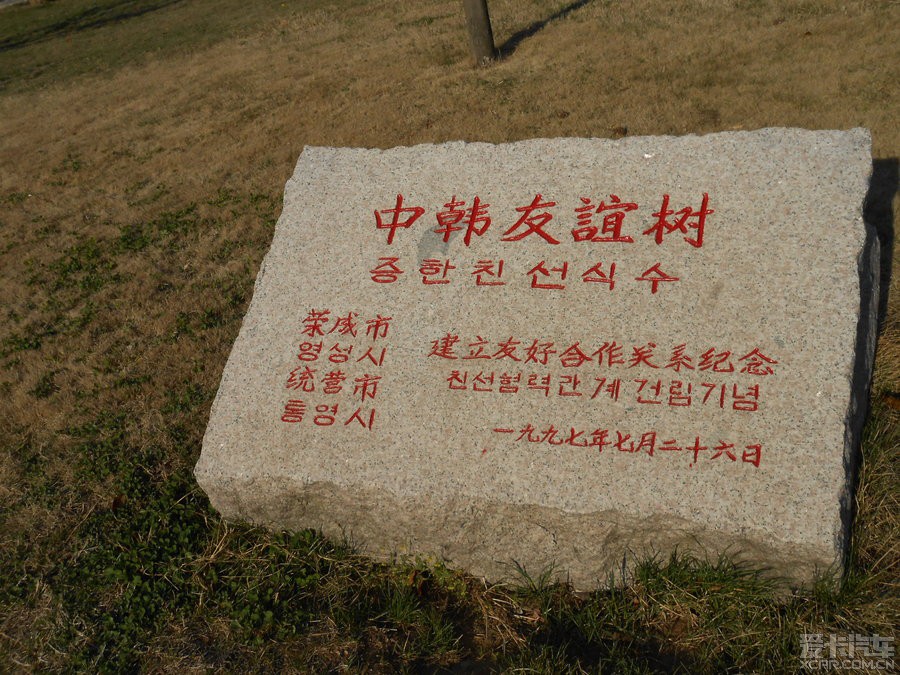 中韩友誼树
중한친선식수
荣成市
영성시
统营市
통영시
建立友好合作关系纪念
친선협력관계 건립기념
一九九七年七月二十六日
爱卡汽车
XCAR.COM.CN